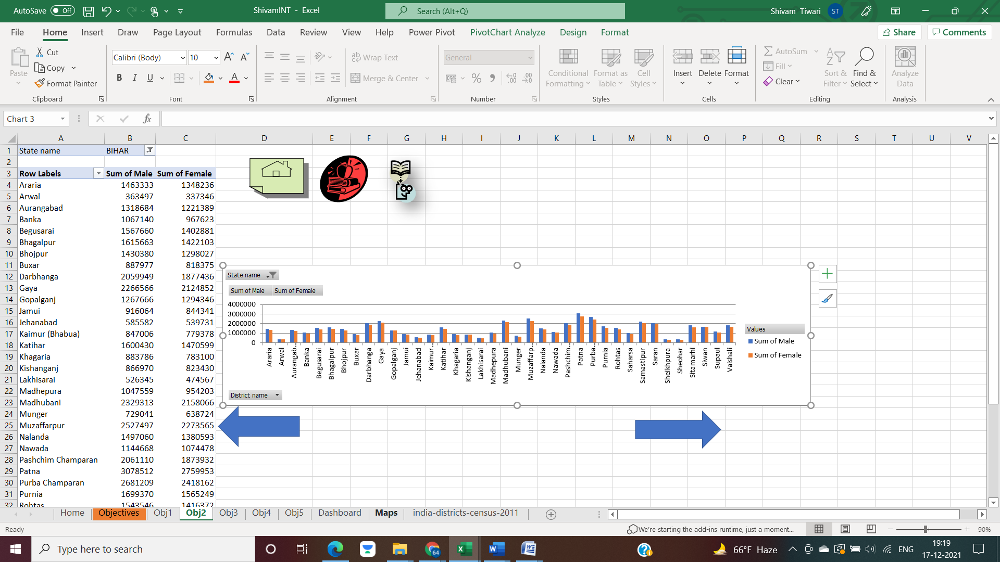 AutoSave Off ShivamINT - Excel Search (Alt+Q) Shivam Tiwari ST
File Home Insert Draw Page Layout Formulas Data Review View Help Power Pivot PivotChart Analyze Design Format Share Comments
Paste Cut Copy Format Painter Clipboard
Calibri (Body) 10 A A B I U A Font
ab Wrap Text Merge & Center Alignment
General % Number
Conditional Formatting Format as Table Cell Styles Styles
Insert Delete Format Cells
AutoSum Fill Clear Sort & Filter Find & Select Editing
Analyze Data Analysis
Chart 3 fx
A B C D E F G H I J K L M N O P Q R S T U V
1 State name BIHAR
2
3 Row Labels Sum of Male Sum of Female
4 Araria 1463333 1348236
5 Arwal 363497 337346
6 Aurangabad 1318684 1221389
7 Banka 1067140 967623
8 Begusarai 1567660 1402881
9 Bhagalpur 1615663 1422103
10 Bhojpur 1430380 1298027
11 Buxar 887977 818375
12 Darbhanga 2059949 1877436
13 Gaya 2266566 2124852
14 Gopalganj 1267666 1294346
15 Jamui 916064 844341
16 Jehanabad 585582 539731
17 Kaimur (Bhabua) 847006 779378
18 Katihar 1600430 1470599
19 Khagaria 883786 783100
20 Kishanganj 866970 823430
21 Lakhisarai 526345 474567
22 Madhepura 1047559 954203
23 Madhubani 2329313 2158066
24 Munger 729041 638724
25 Muzaffarpur 2527497 2273565
26 Nalanda 1497060 1380593
27 Nawada 1144668 1074478
28 Pashchim Champaran 2061110 1873932
29 Patna 3078512 2759953
30 Purba Champaran 2681209 2418162
31 Purnia 1699370 1565249
32 Rohtas 1543546 1416372
State name
Sum of Male Sum of Female
4000000
3000000
2000000
1000000
0
Araria Arwal Aurangab... Banka Begusarai Bhagalpur Bhojpur Buxar Darbhanga Gaya Gopalganj Jamui Jehanabad Kaimur... Katihar Khagaria Kishanganj Lakhisarai Madhepura Madhubani Munger Muzaffarp... Nalanda Nawada Pashchim... Patna Purba... Purnia Rohtas Saharsa Samastipur Saran Sheikhpura Sheohar Sitamarhi Siwan Supaul Vaishali
Values
Sum of Male
Sum of Female
District name
Home Objectives Obj1 Obj2 Obj3 Obj4 Obj5 Dashboard Maps india-districts-census-2011
Ready We're starting the add-ins runtime, just a moment... 90%
Type here to search 64 66°F Haze ENG 19:19
17-12-2021